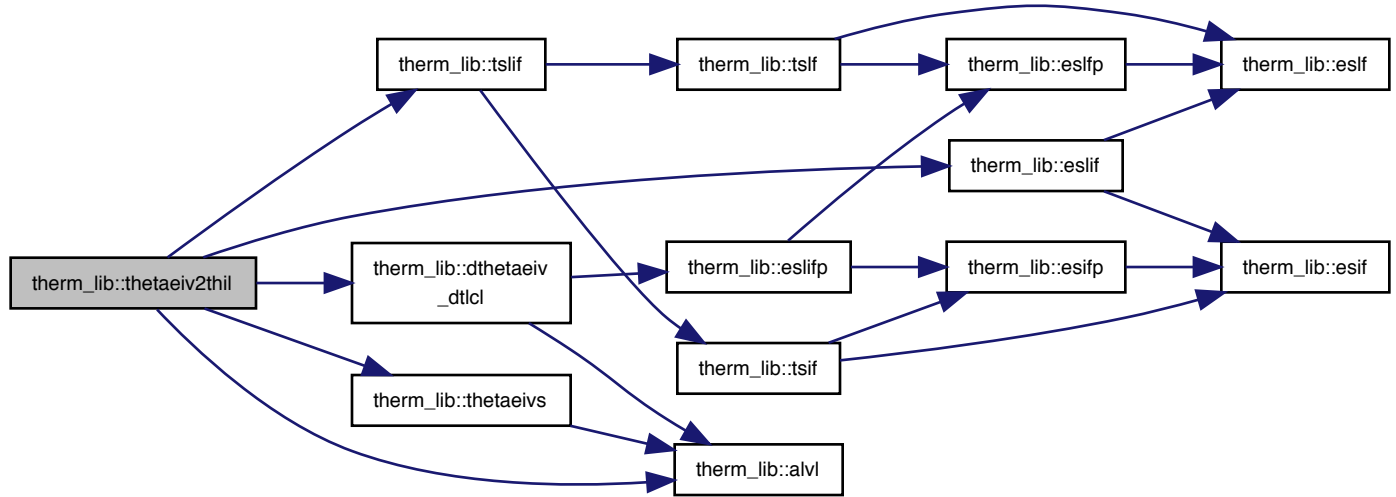 therm_lib::tslif
therm_lib::tslf
therm_lib::eslfp
therm_lib::eslf
therm_lib::eslif
therm_lib::thetaeiv2thil
therm_lib::dthetaeiv
_dtlcl
therm_lib::eslifp
therm_lib::esifp
therm_lib::esif
therm_lib::tsif
therm_lib::thetaeivs
therm_lib::alvl